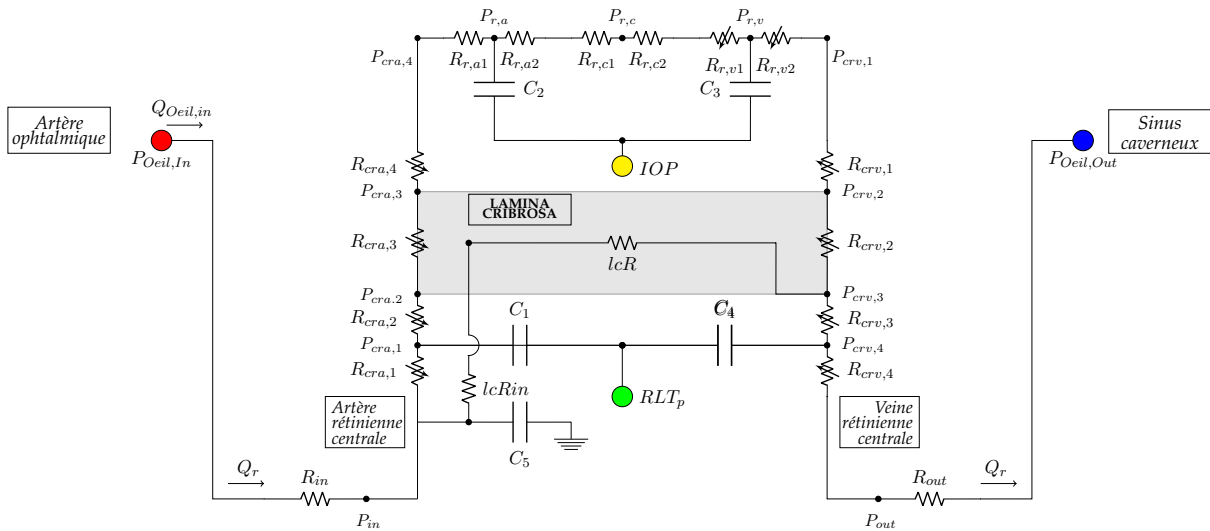 P_{r,a}
P_{r,c}
P_{r,v}
P_{cra,4}
R_{r,a1}
R_{r,a2}
R_{r,c1}
R_{r,c2}
R_{r,v1}
R_{r,v2}
P_{crv,1}
C_2
C_3
Q_{Oeil,in}
Artère
ophtalmique
P_{Oeil,In}
Sinus
caverneux
P_{Oeil,Out}
R_{cra,4}
IOP
R_{crv,1}
P_{cra,3}
P_{crv,2}
LAMINA
CRIBROSA
R_{cra,3}
lcR
R_{crv,2}
P_{cra.2}
P_{crv,3}
R_{cra,2}
C_1
C_4
R_{crv,3}
P_{cra,1}
P_{crv,4}
R_{cra,1}
lcRin
RLT_p
R_{crv,4}
Artère
rétinienne
centrale
C_5
Veine
rétinienne
centrale
Q_r
R_{in}
P_{in}
R_{out}
Q_r
P_{out}